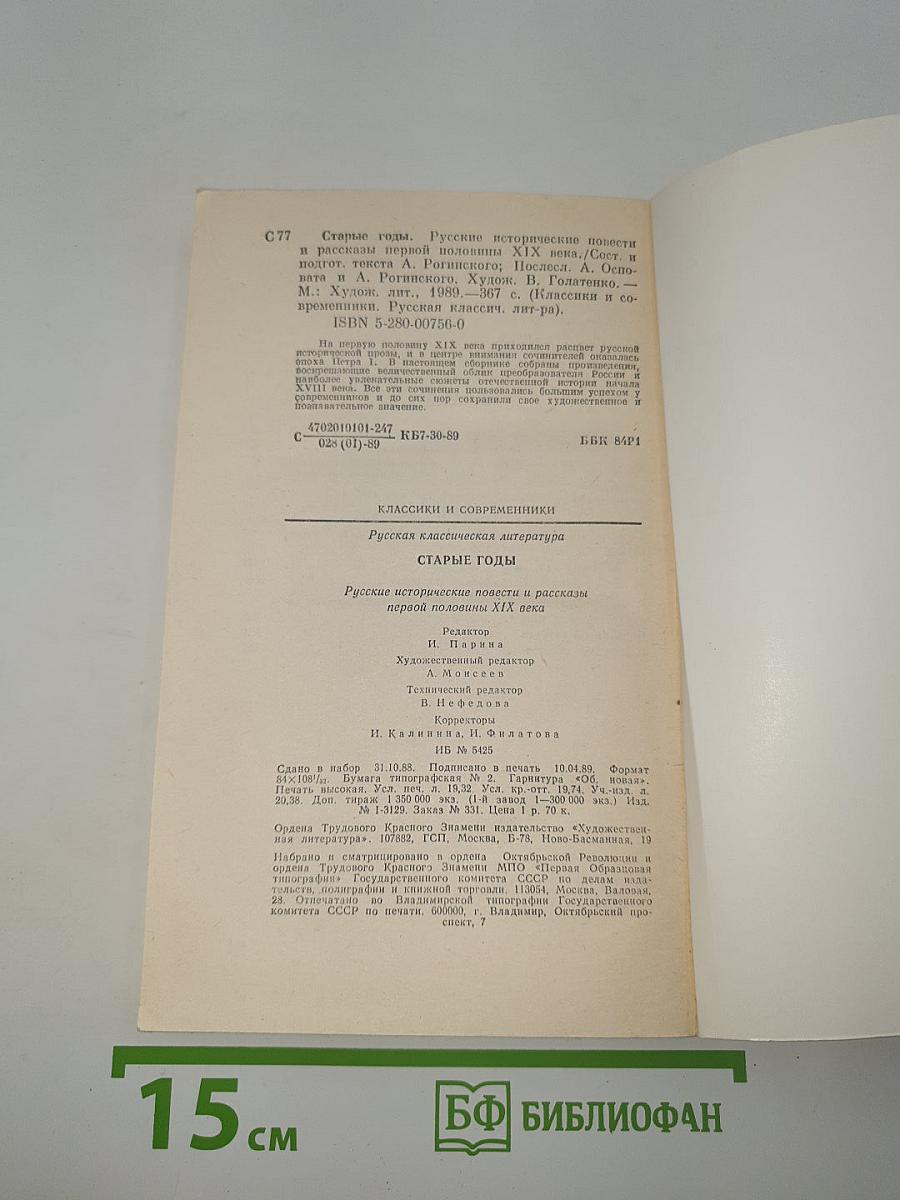 С 77 Старые годы. Русские исторические повести
и рассказы первой половины XIX века./Сост. и
подгот. текста А. Рогинского; Послесл. А. Оспо-
вата и А. Рогинского. Худож. В. Голатенко.—
М.: Худож. лит., 1989.—367 с. (Классики и со-
временники. Русская классич. лит-ра).
ISBN 5-280-00756-0
На первую половину XIX века приходился расцвет русской
исторической прозы, и в центре внимания сочинителей оказалась
эпоха Петра I. В настоящем сборнике собраны произведения,
воскрешающие величественный облик преобразователя России и
наиболее увлекательные сюжеты отечественной истории начала
XVIII века. Все эти сочинения пользовались большим успехом у
современников и до сих пор сохранили свое художественное и
познавательное значение.
С 4702010101-247
028 (01)-89 КБ7-30-89 ББК 84Р1
КЛАССИКИ И СОВРЕМЕННИКИ
Русская классическая литература
СТАРЫЕ ГОДЫ
Русские исторические повести и рассказы
первой половины XIX века
Редактор
И. Парина
Художественный редактор
А. Моисеев
Технический редактор
В. Нефедова
Корректоры
И. Калинина, И. Филатова
ИБ № 5425
Сдано в набор 31.10.88. Подписано в печать 10.04.89. Формат
84×108 1/32. Бумага типографская № 2. Гарнитура «Об. новая».
Печать высокая. Усл. печ. л. 19,32. Усл. кр.-отт. 19,74. Уч.-изд. л.
20,38. Доп. тираж 1 350 000 экз. (1-й завод 1—300 000 экз.) Изд.
№ I-3129. Заказ № 331. Цена 1 р. 70 к.
Ордена Трудового Красного Знамени издательство «Художествен-
ная литература». 107882, ГСП, Москва, Б-78, Ново-Басманная, 19
Набрано и сматрицировано в ордена Октябрьской Революции и
ордена Трудового Красного Знамени МПО «Первая Образцовая
типография» Государственного комитета СССР по делам изда-
тельств, полиграфии и книжной торговли. 113054, Москва, Валовая,
28. Отпечатано во Владимирской типографии Государственного
комитета СССР по печати. 600000, г. Владимир, Октябрьский про-
спект, 7
15 см
БФ БИБЛИОФАН